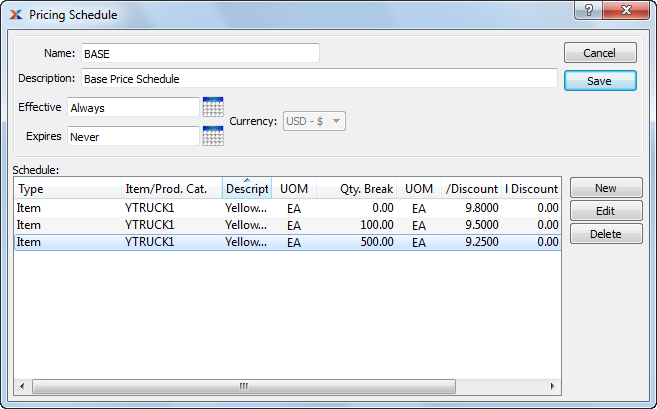 Pricing Schedule
Name: BASE
Cancel
Description: Base Price Schedule
Save
Effective Always
Currency: USD - $
Expires Never
Schedule:
Type Item/Prod. Cat. Descript UOM Qty. Break UOM /Discount l Discount
New
Item YTRUCK1 Yellow... EA 0.00 EA 9.8000 0.00
Edit
Item YTRUCK1 Yellow... EA 100.00 EA 9.5000 0.00
Delete
Item YTRUCK1 Yellow... EA 500.00 EA 9.2500 0.00